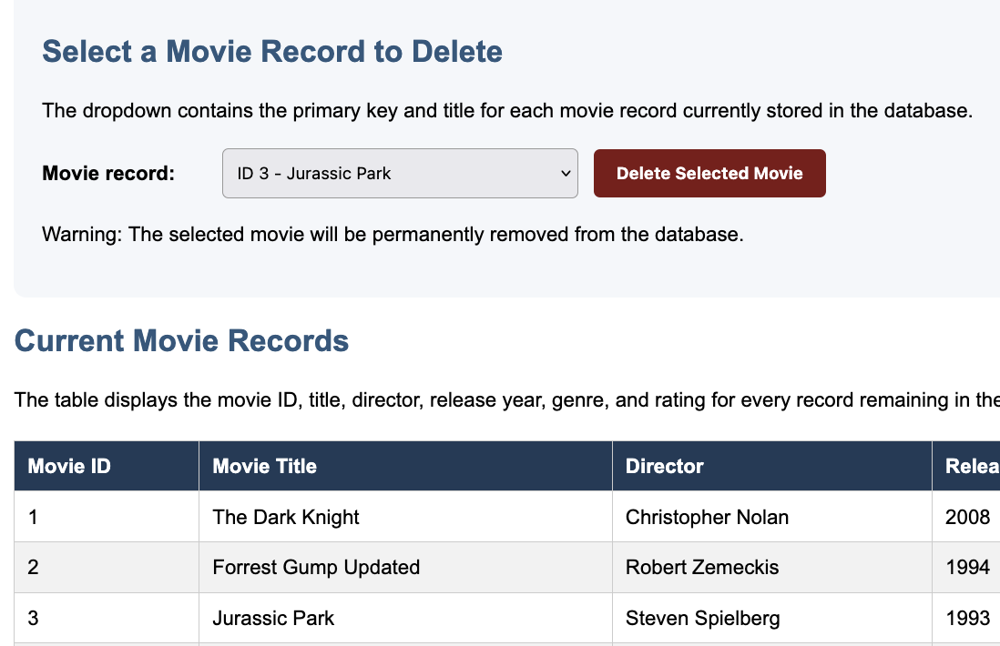 Select a Movie Record to Delete
The dropdown contains the primary key and title for each movie record currently stored in the database.
Movie record: ID 3 - Jurassic Park Delete Selected Movie
Warning: The selected movie will be permanently removed from the database.
Current Movie Records
The table displays the movie ID, title, director, release year, genre, and rating for every record remaining in the
Movie ID Movie Title Director Relea
1 The Dark Knight Christopher Nolan 2008
2 Forrest Gump Updated Robert Zemeckis 1994
3 Jurassic Park Steven Spielberg 1993